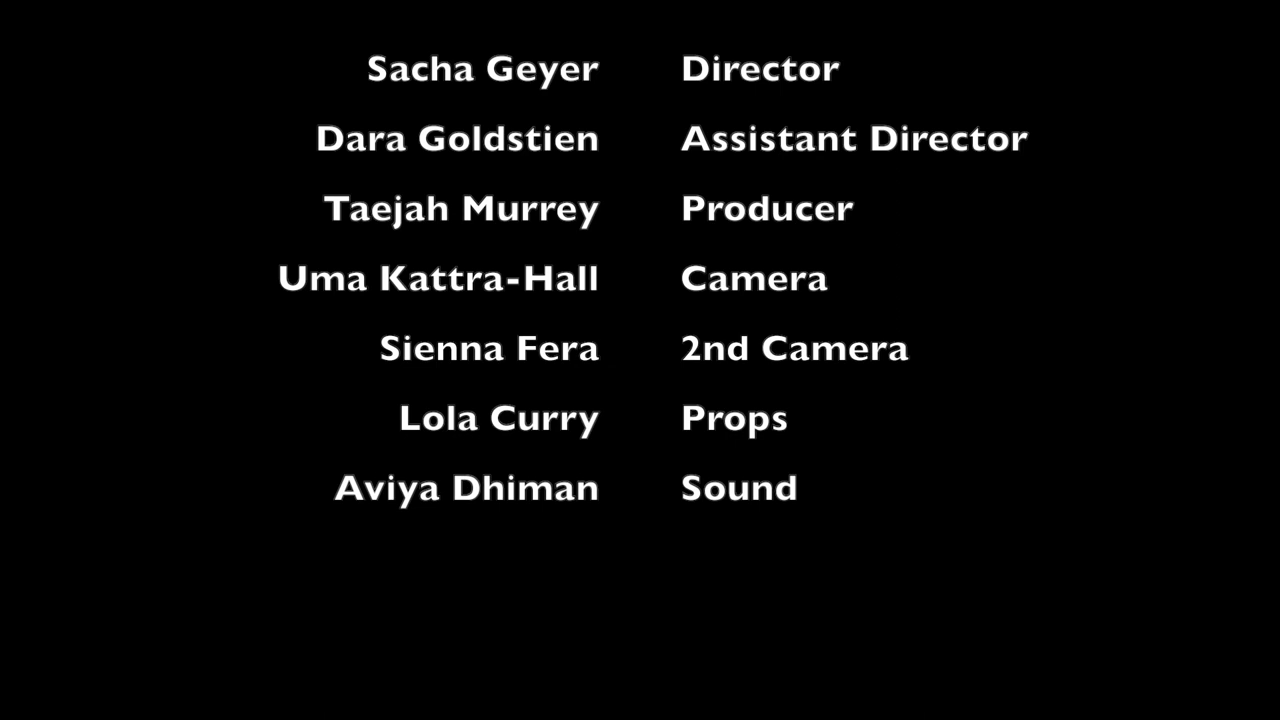 Sacha Geyer Director
Dara Goldstien Assistant Director
Taejah Murrey Producer
Uma Kattra-Hall Camera
Sienna Fera 2nd Camera
Lola Curry Props
Aviya Dhiman Sound